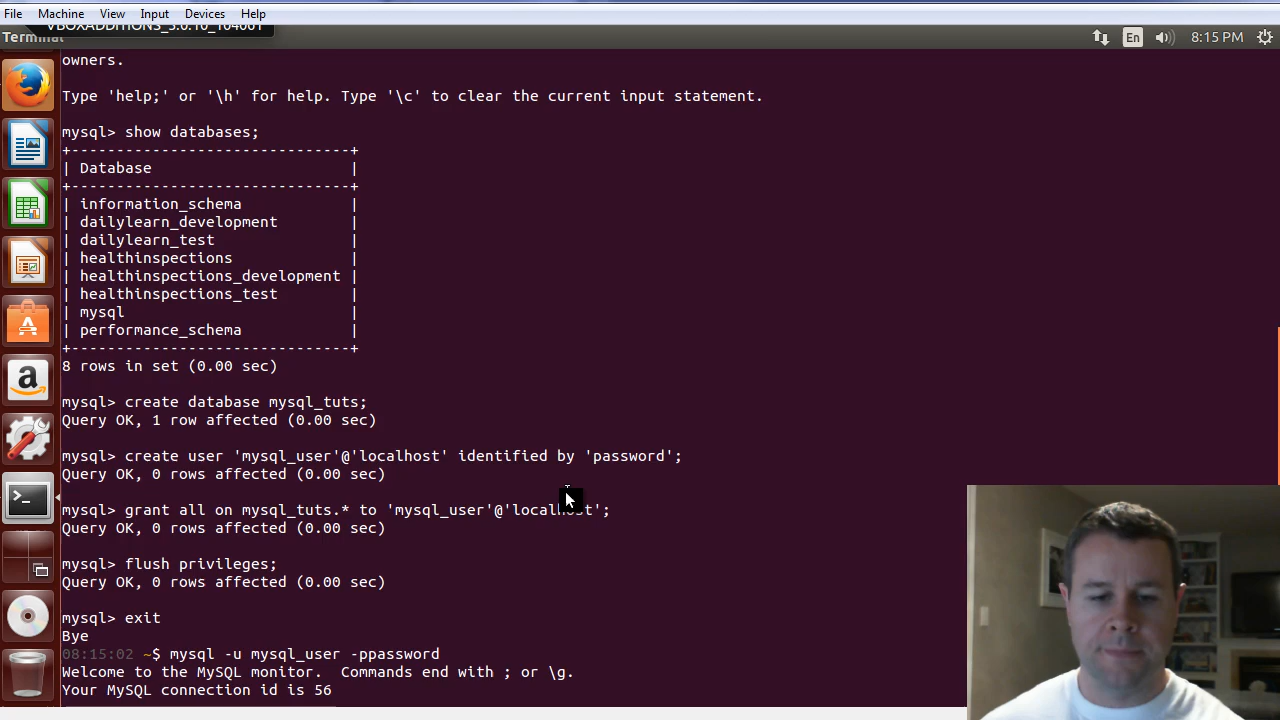 File Machine View Input Devices Help
VBOXADDITIONS_5.0.16_104061
Terminal En 8:15 PM
owners.
Type 'help;' or '\h' for help. Type '\c' to clear the current input statement.
mysql> show databases;
+-------------------------------+
| Database                      |
+-------------------------------+
| information_schema            |
| dailylearn_development        |
| dailylearn_test               |
| healthinspections             |
| healthinspections_development |
| healthinspections_test        |
| mysql                         |
| performance_schema            |
+-------------------------------+
8 rows in set (0.00 sec)
mysql> create database mysql_tuts;
Query OK, 1 row affected (0.00 sec)
mysql> create user 'mysql_user'@'localhost' identified by 'password';
Query OK, 0 rows affected (0.00 sec)
mysql> grant all on mysql_tuts.* to 'mysql_user'@'localhost';
Query OK, 0 rows affected (0.00 sec)
mysql> flush privileges;
Query OK, 0 rows affected (0.00 sec)
mysql> exit
Bye
08:15:02 ~$ mysql -u mysql_user -ppassword
Welcome to the MySQL monitor.  Commands end with ; or \g.
Your MySQL connection id is 56